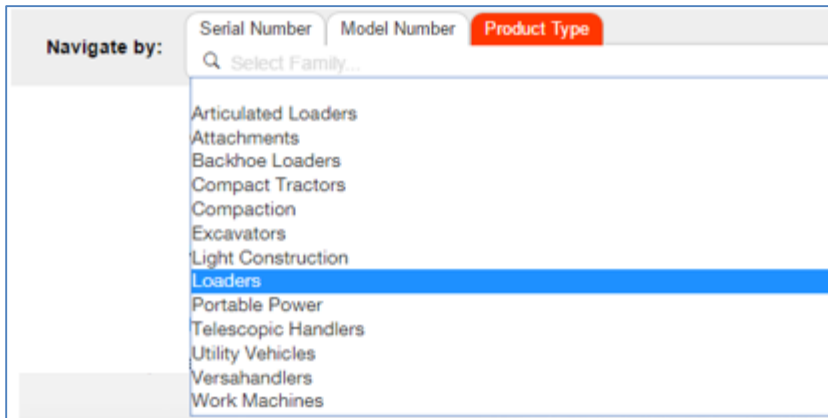 Serial Number Model Number Product Type
Navigate by:
Select Family...
Articulated Loaders
Attachments
Backhoe Loaders
Compact Tractors
Compaction
Excavators
Light Construction
Loaders
Portable Power
Telescopic Handlers
Utility Vehicles
Versahandlers
Work Machines